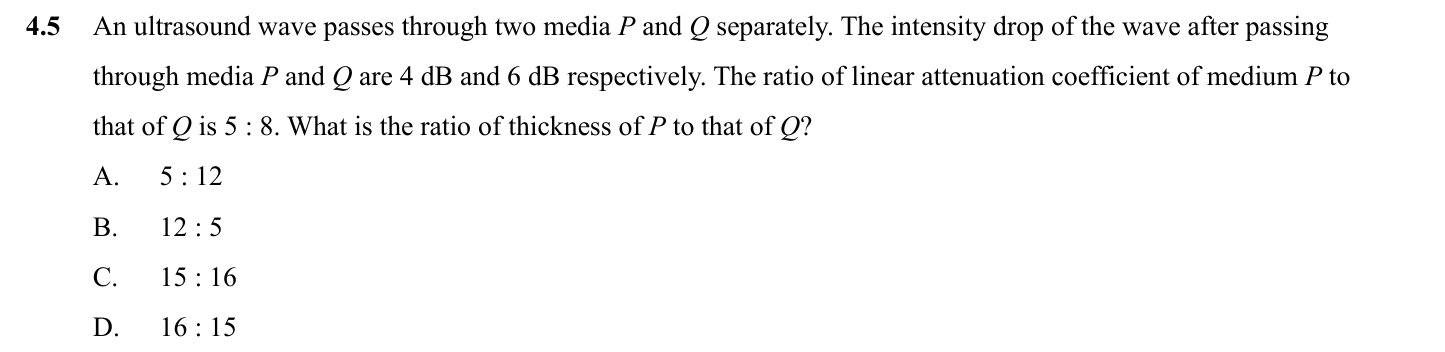 4.5 An ultrasound wave passes through two media P and Q separately. The intensity drop of the wave after passing
through media P and Q are 4 dB and 6 dB respectively. The ratio of linear attenuation coefficient of medium P to
that of Q is 5 : 8. What is the ratio of thickness of P to that of Q?
A. 5 : 12
B. 12 : 5
C. 15 : 16
D. 16 : 15